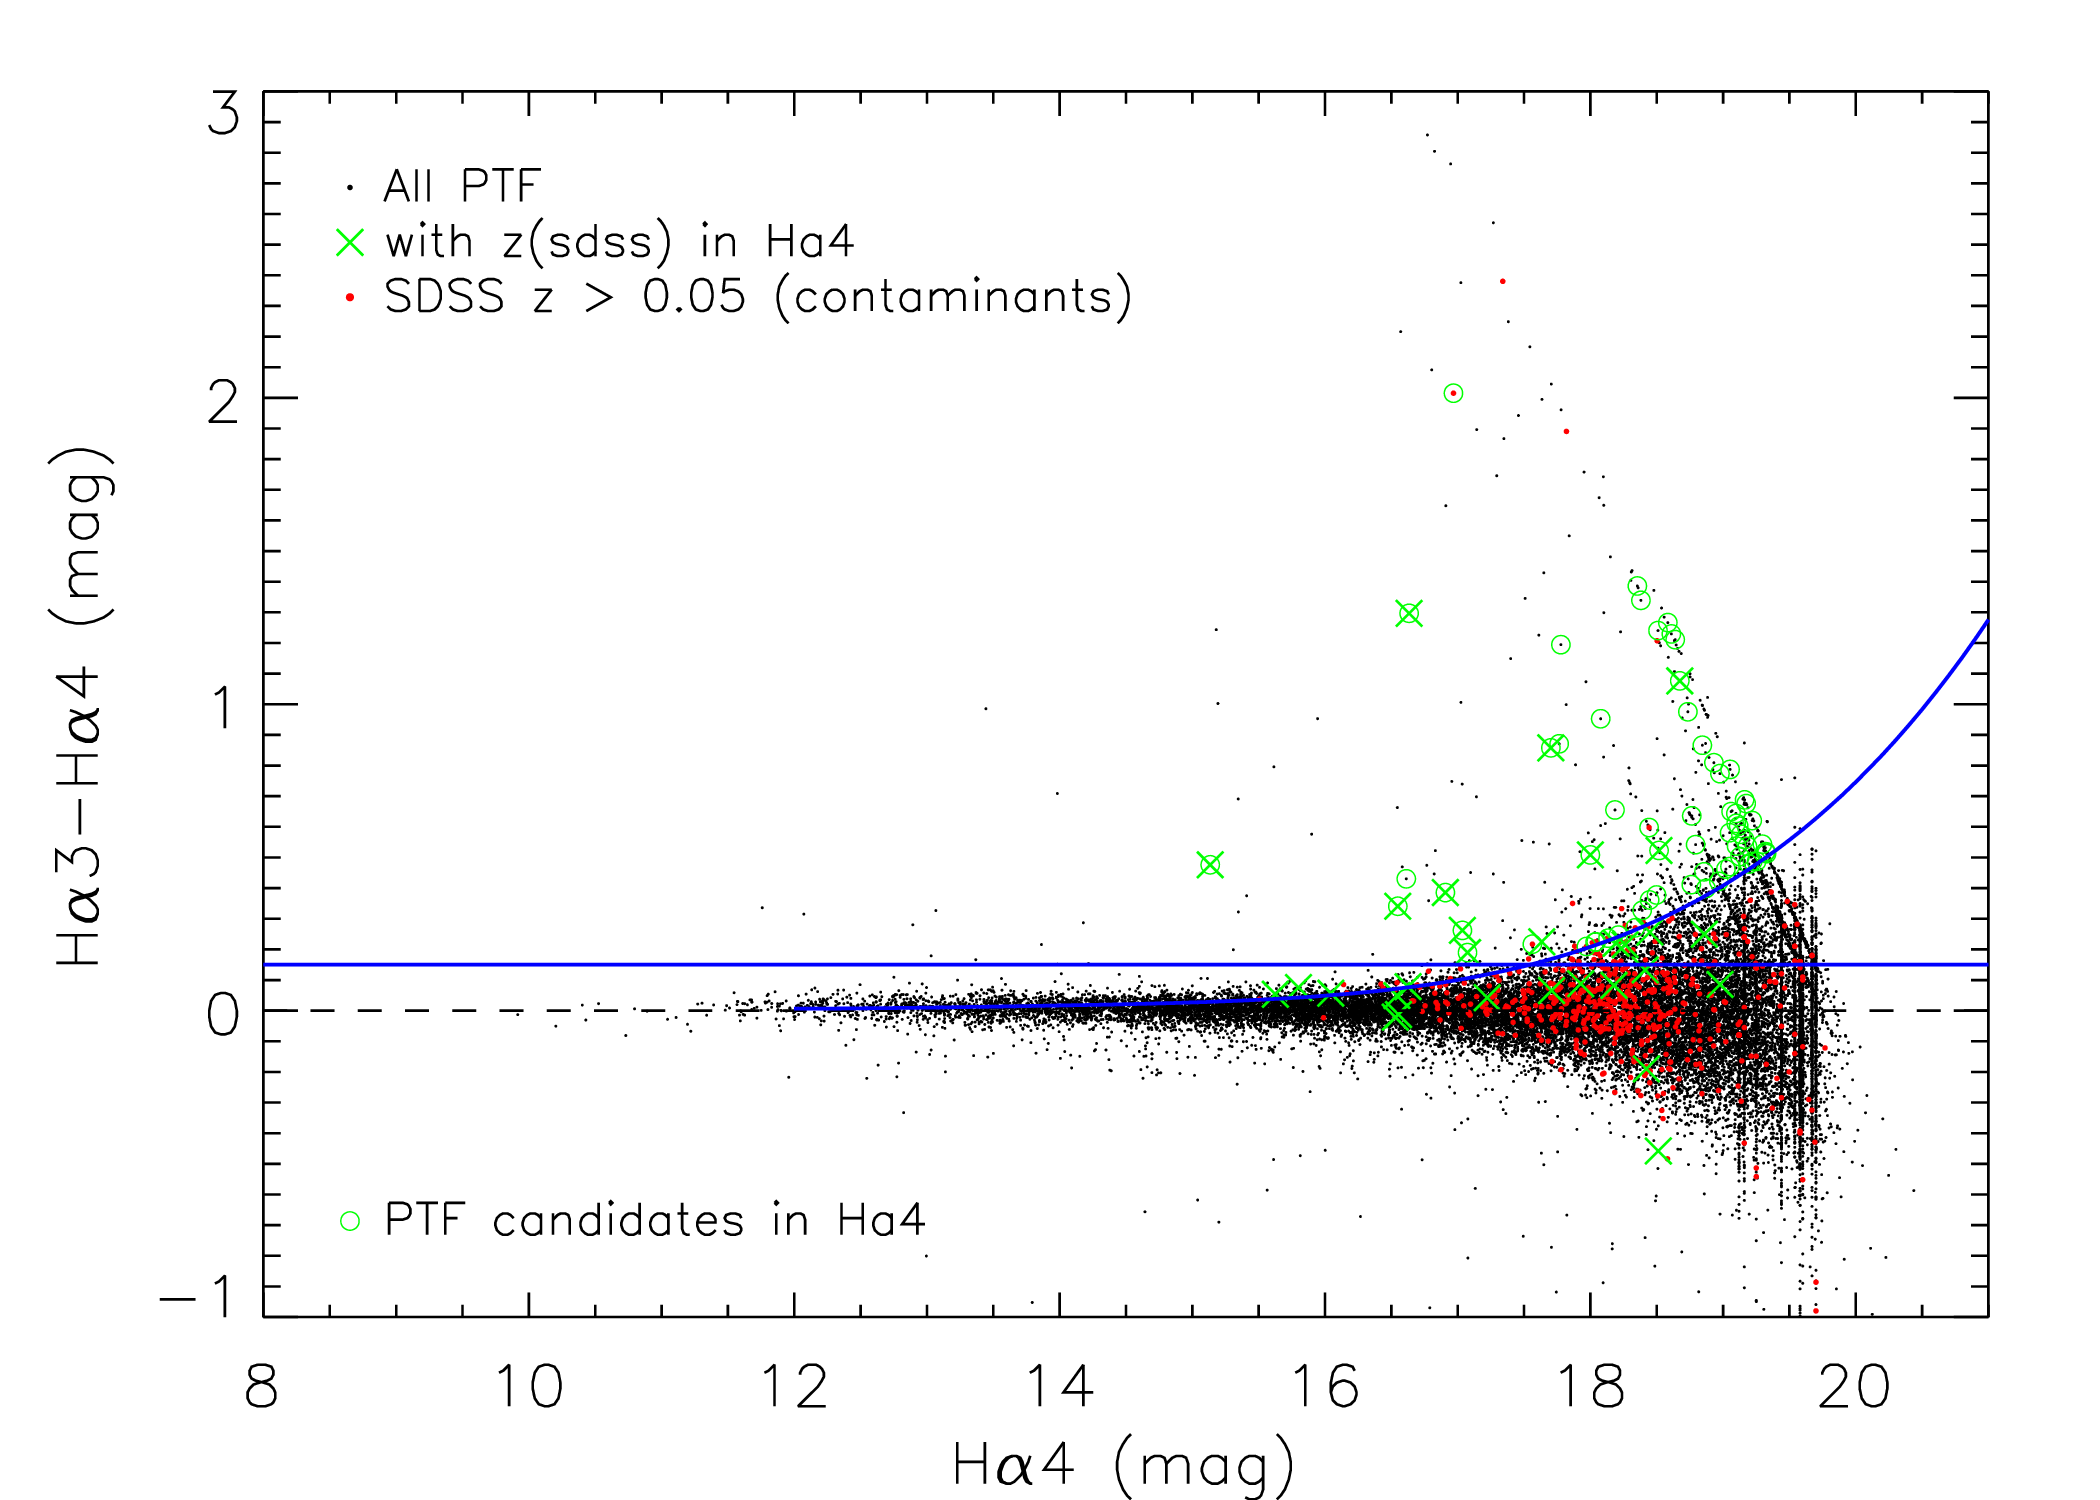 3
All PTF
with z(sdss) in Ha4
SDSS z > 0.05 (contaminants)
2
Hα3-Hα4 (mag)
1
0
PTF candidates in Ha4
-1
8 10 12 14 16 18 20
Hα4 (mag)